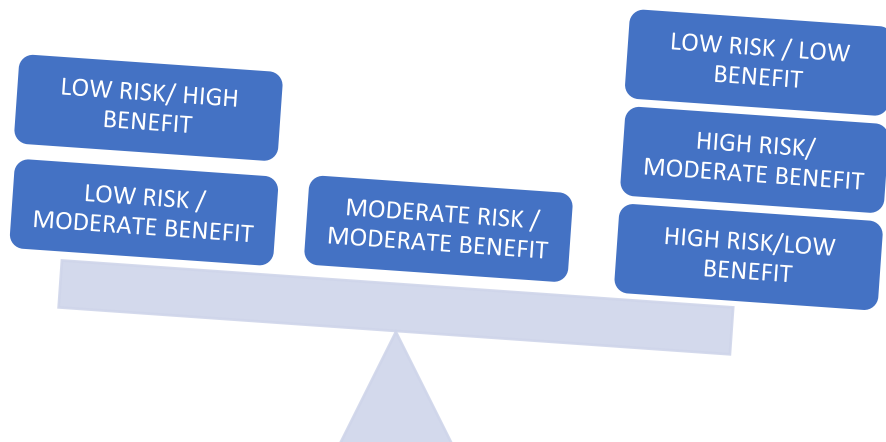 LOW RISK/ HIGH
BENEFIT
LOW RISK /
MODERATE BENEFIT
MODERATE RISK /
MODERATE BENEFIT
LOW RISK / LOW
BENEFIT
HIGH RISK/
MODERATE BENEFIT
HIGH RISK/LOW
BENEFIT